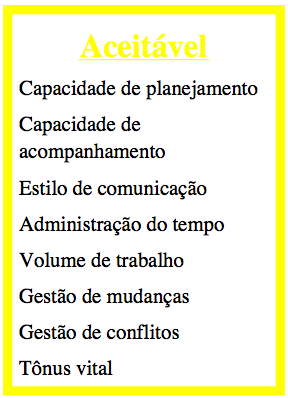 Aceitável
Capacidade de planejamento
Capacidade de
acompanhamento
Estilo de comunicação
Administração do tempo
Volume de trabalho
Gestão de mudanças
Gestão de conflitos
Tônus vital